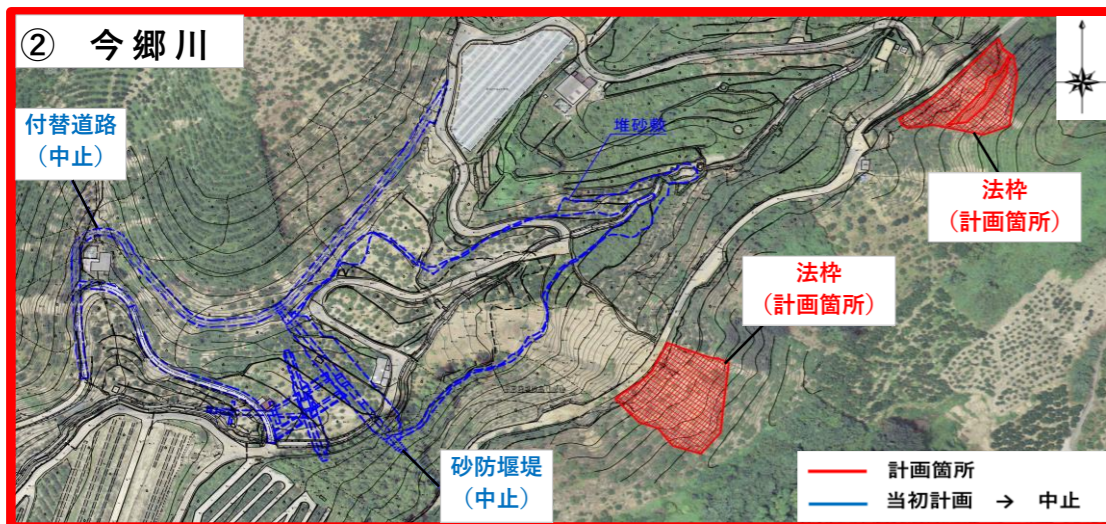 ② 今郷川
付替道路
（中止）
堆砂敷
法枠
（計画箇所）
法枠
（計画箇所）
砂防堰堤
（中止）
計画箇所
当初計画 → 中止